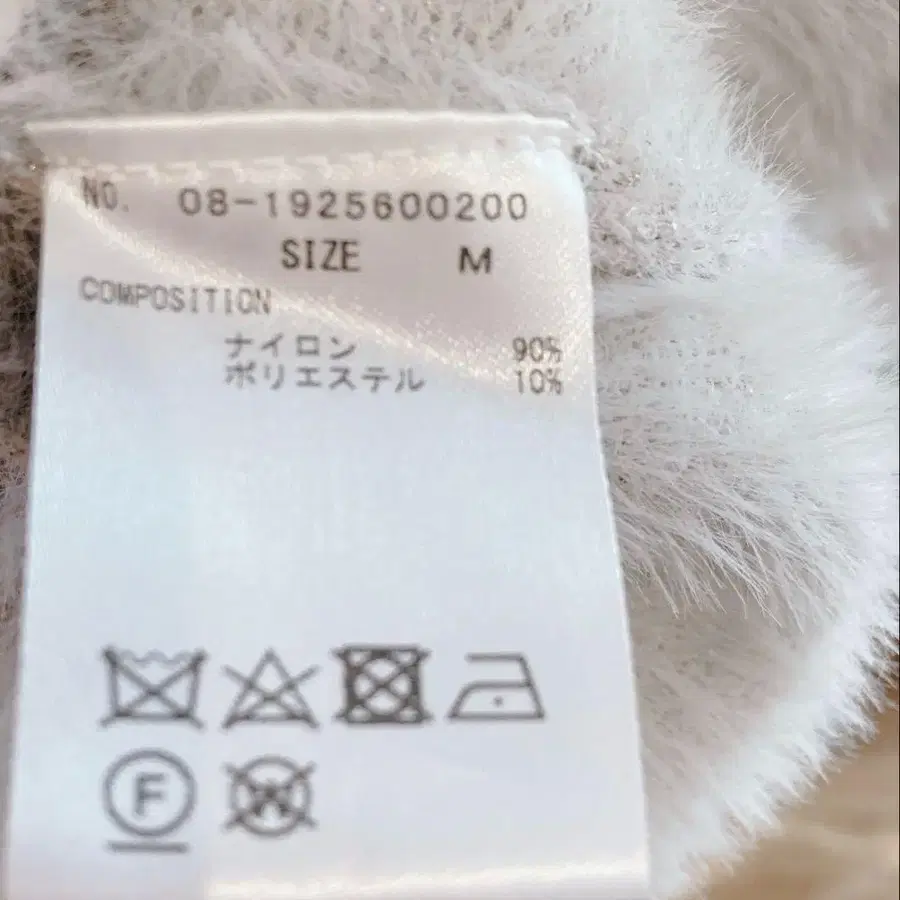 NO. 08-1925600200
SIZE M
COMPOSITION
ナイロン 90%
ポリエステル 10%
F W